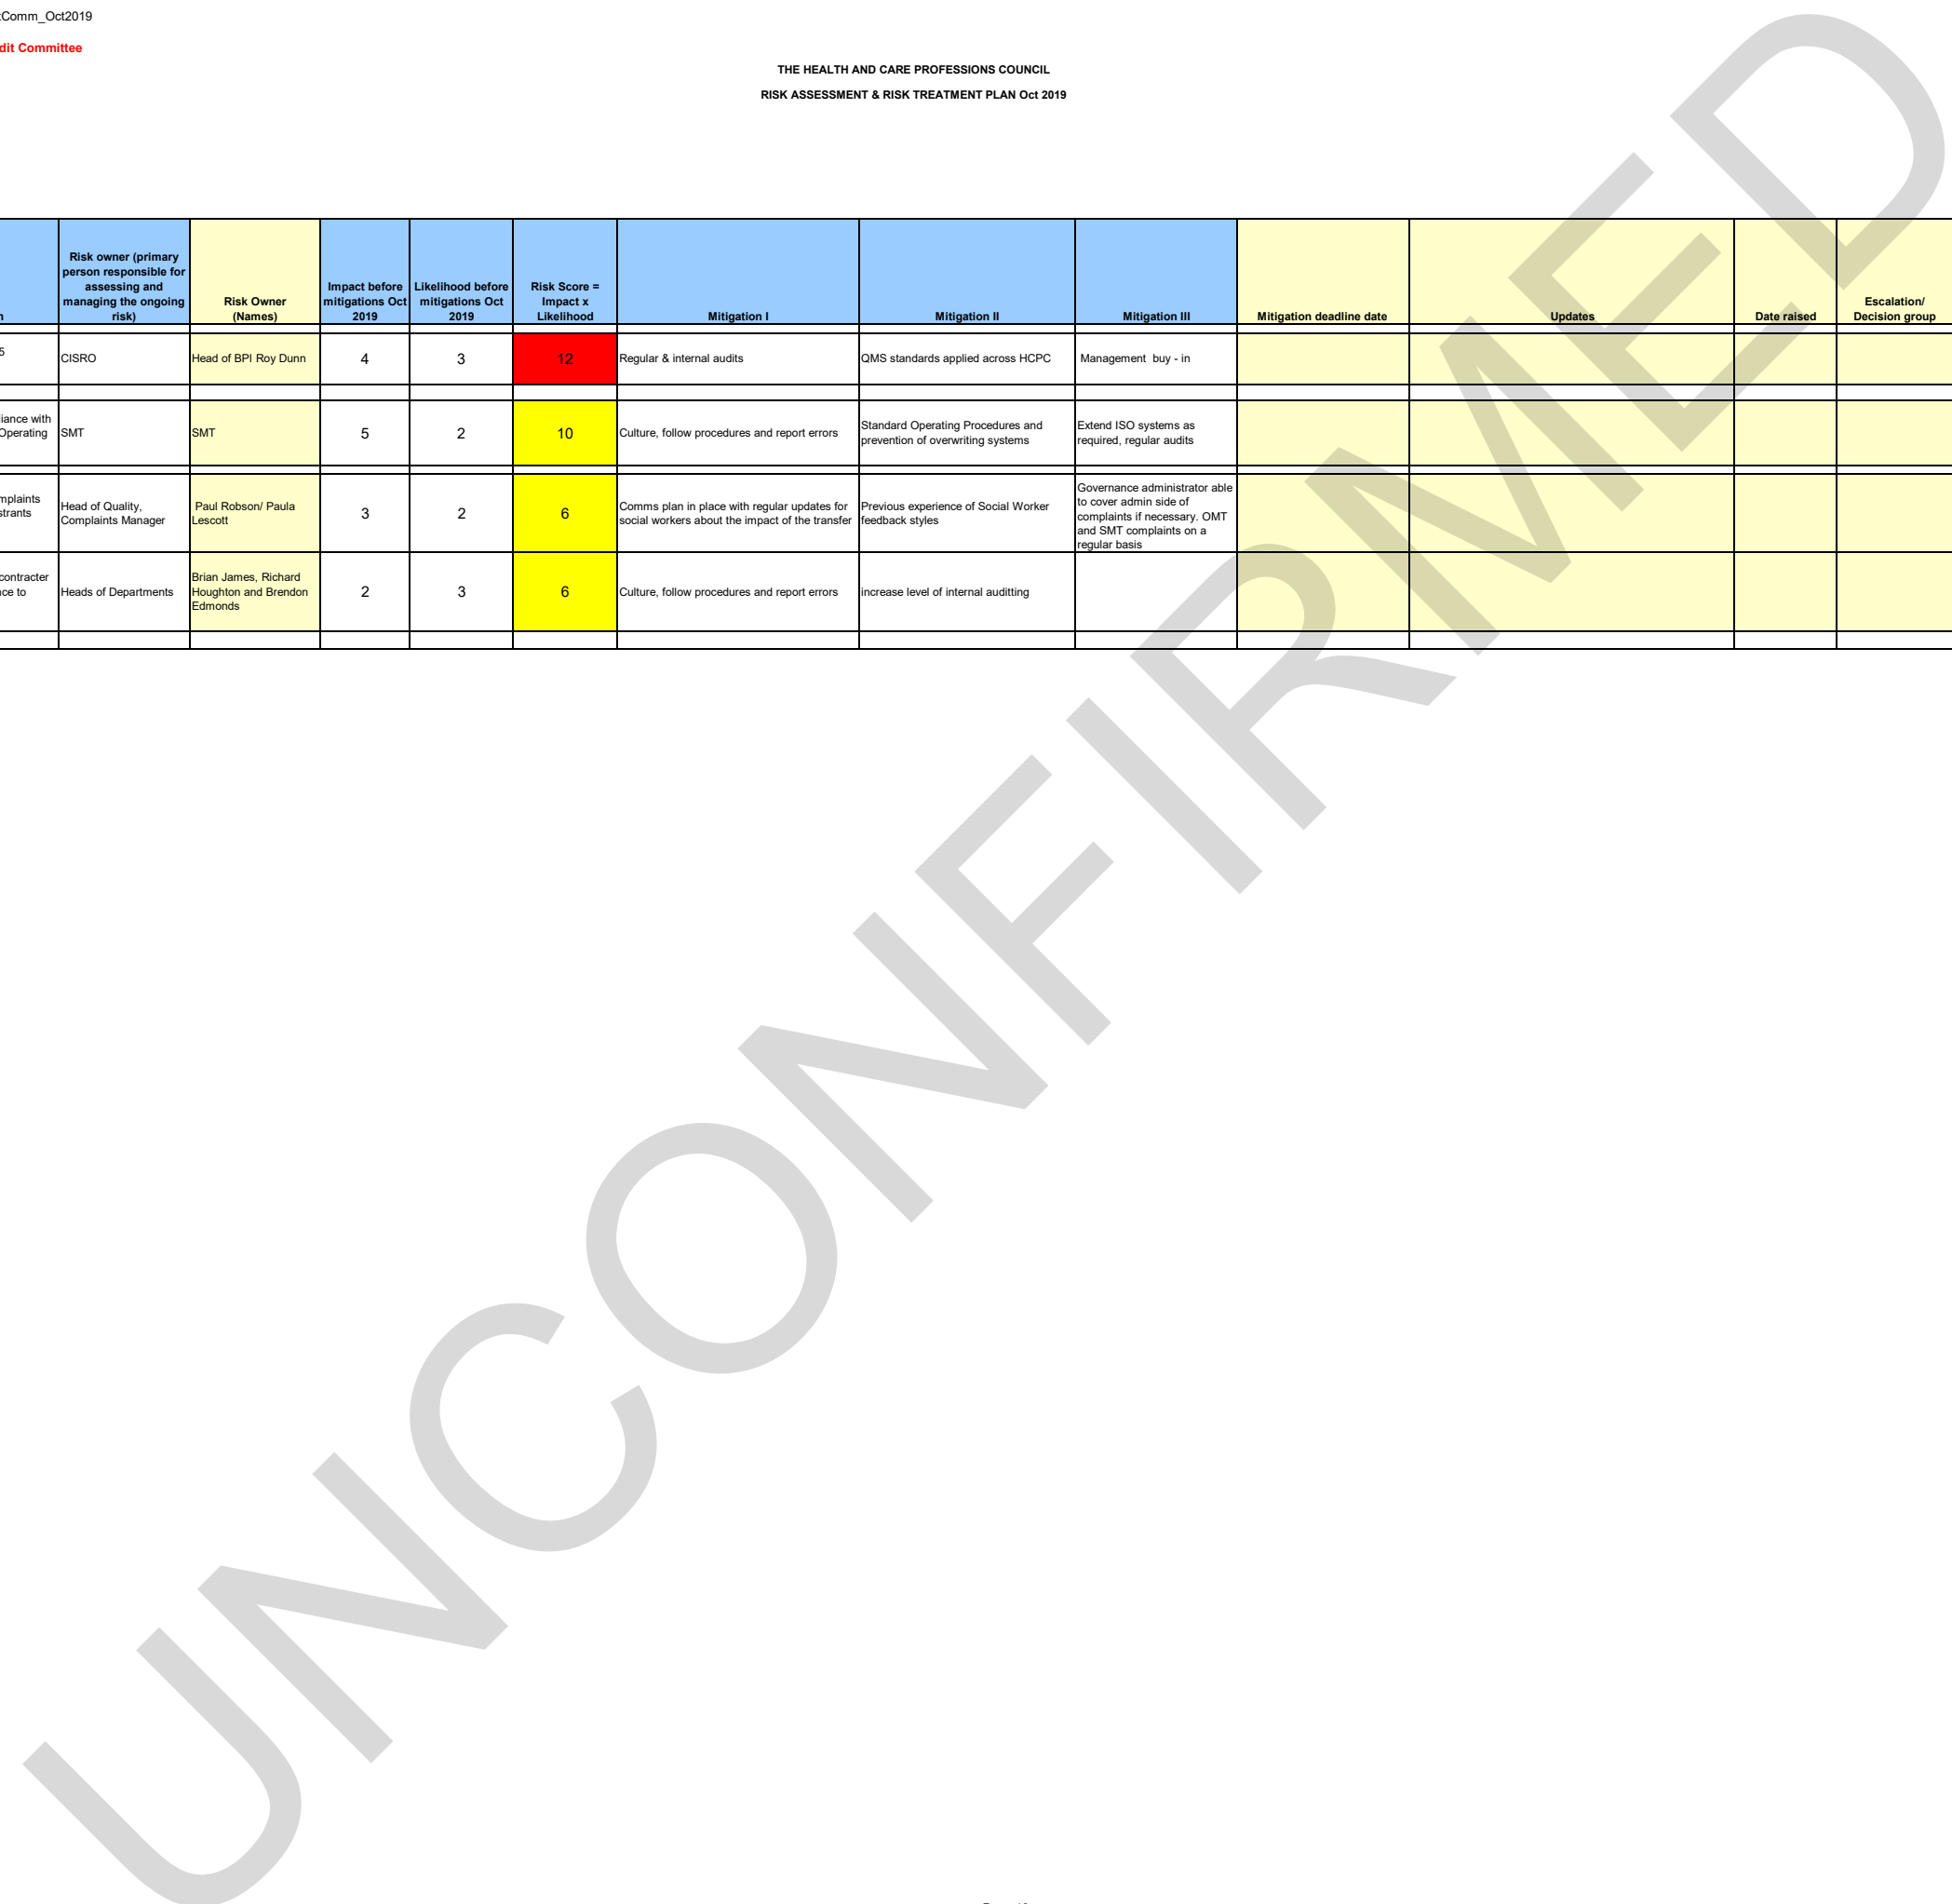 :Comm_Oct2019
dit Committee
THE HEALTH AND CARE PROFESSIONS COUNCIL
RISK ASSESSMENT & RISK TREATMENT PLAN Oct 2019
n
Risk owner (primary
person responsible for
assessing and
managing the ongoing
risk)
Risk Owner
(Names)
Impact before
mitigations Oct
2019
Likelihood before
mitigations Oct
2019
Risk Score =
Impact x
Likelihood
Mitigation I
Mitigation II
Mitigation III
Mitigation deadline date
Updates
Date raised
Escalation/
Decision group
5
CISRO
Head of BPI Roy Dunn
4
3
12
Regular & internal audits
QMS standards applied across HCPC
Management buy - in
iance with
Operating
SMT
SMT
5
2
10
Culture, follow procedures and report errors
Standard Operating Procedures and
prevention of overwriting systems
Extend ISO systems as
required, regular audits
mplaints
strants
Head of Quality,
Complaints Manager
Paul Robson/ Paula
Lescott
3
2
6
Comms plan in place with regular updates for
social workers about the impact of the transfer
Previous experience of Social Worker
feedback styles
Governance administrator able
to cover admin side of
complaints if necessary. OMT
and SMT complaints on a
regular basis
contracter
ce to
Heads of Departments
Brian James, Richard
Houghton and Brendon
Edmonds
2
3
6
Culture, follow procedures and report errors
increase level of internal auditting
UNCONFIRMED